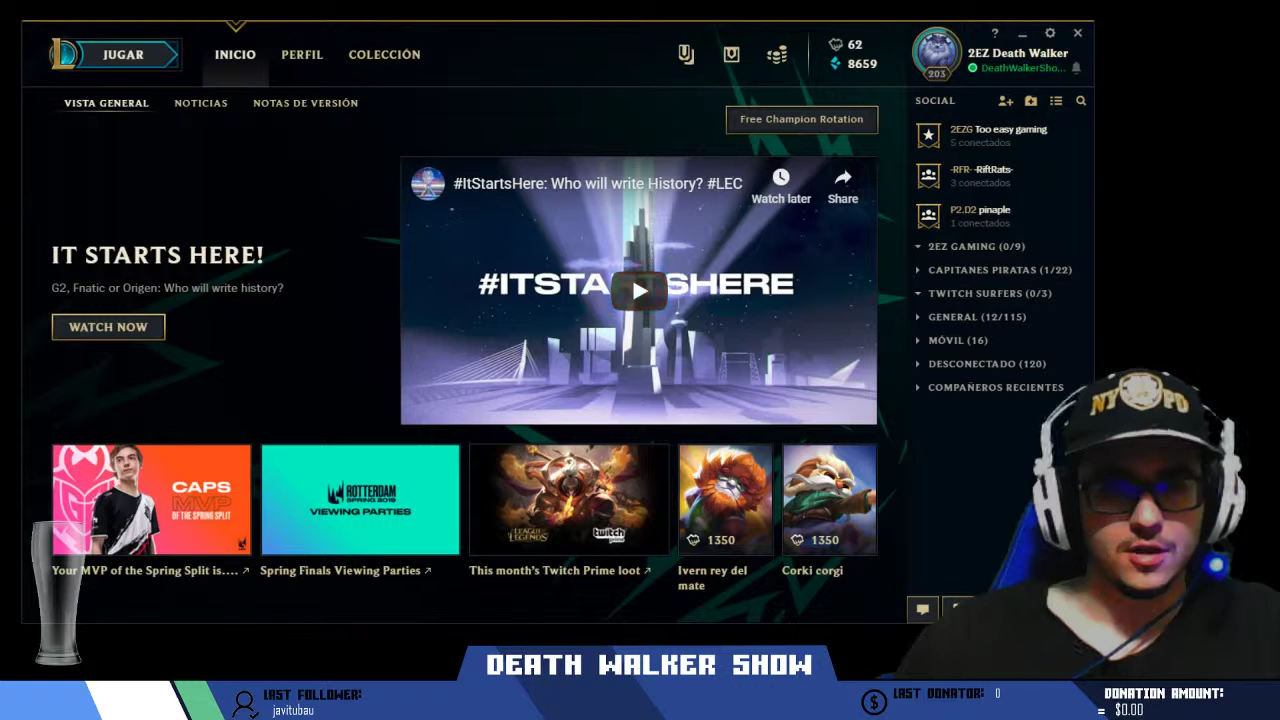 JUGAR
INICIO
PERFIL
COLECCIÓN
62
8659
203
?
2EZ Death Walker
DeathWalkerSho...
VISTA GENERAL
NOTICIAS
NOTAS DE VERSIÓN
Free Champion Rotation
#ItStartsHere: Who will write History? #LEC
Watch later
Share
#ITSTA SHERE
IT STARTS HERE!
G2, Fnatic or Origen: Who will write history?
WATCH NOW
CAPS
MVP
OF THE SPRING SPLIT
Your MVP of the Spring Split is....
ROTTERDAM
SPRING 2019
VIEWING PARTIES
Spring Finals Viewing Parties
LEAGUE OF LEGENDS
twitch
This month's Twitch Prime loot
1350
Ivern rey del
mate
1350
Corki corgi
SOCIAL
2EZG Too easy gaming
5 conectados
RFR RiftRats
3 conectados
P2.D2 pinaple
1 conectados
2EZ GAMING (0/9)
CAPITANES PIRATAS (1/22)
TWITCH SURFERS (0/3)
GENERAL (12/115)
MÓVIL (16)
DESCONECTADO (120)
COMPAÑEROS RECIENTES
NYPD
DEATH WALKER SHOW
LAST FOLLOWER:
javitubau
LAST DONATOR: 0
DONATION AMOUNT:
= $0.00